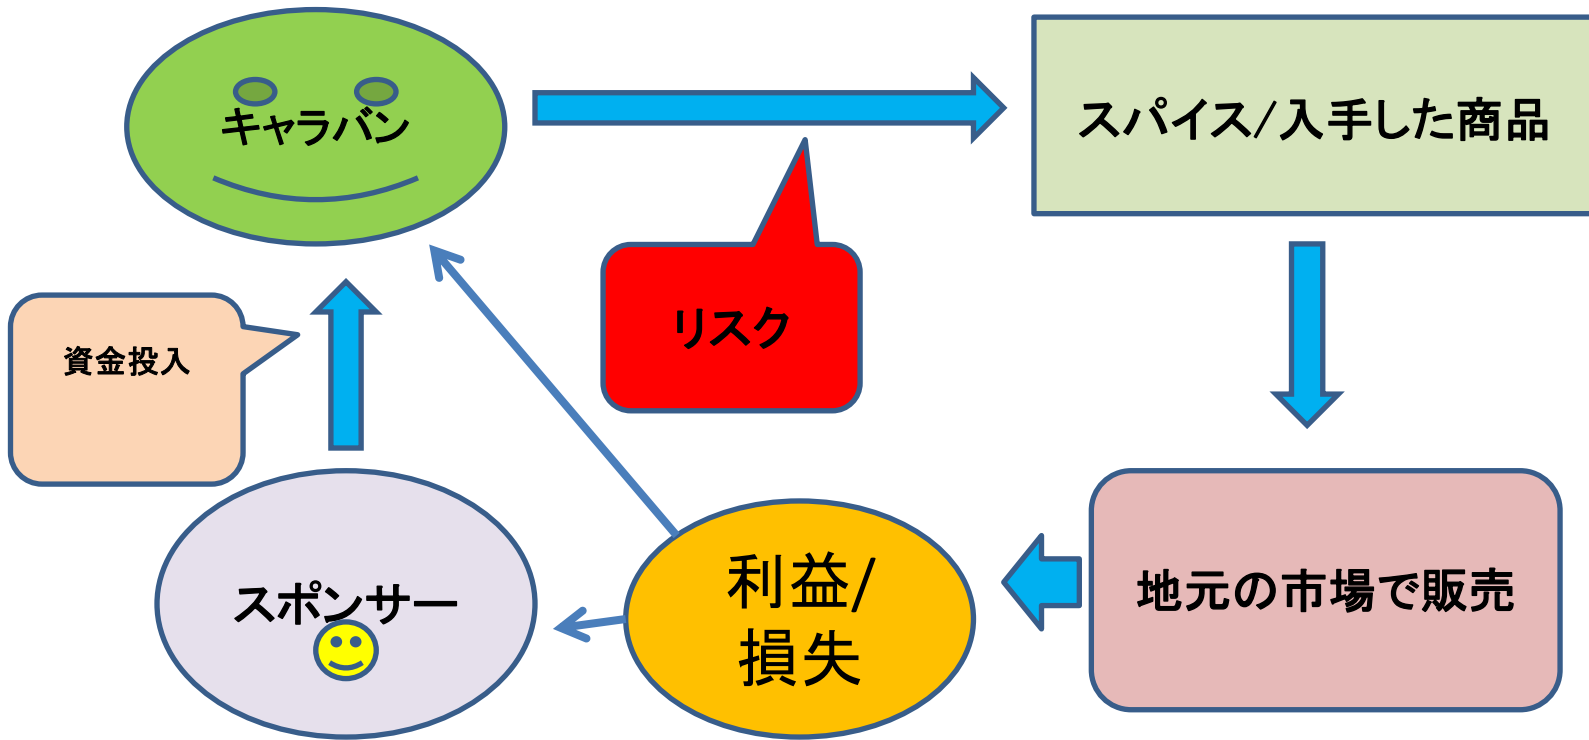 キャラバン
スパイス/入手した商品
リスク
資金投入
スポンサー
利益/
損失
地元の市場で販売